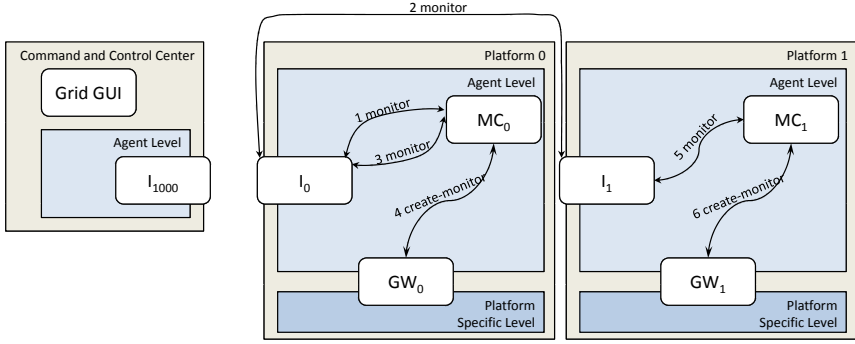 2 monitor
Command and Control Center
Grid GUI
Agent Level
I1000
Platform 0
Agent Level
1 monitor
MC0
3 monitor
I0
4 create-monitor
GW0
Platform
Specific Level
Platform 1
Agent Level
5 monitor
MC1
I1
6 create-monitor
GW1
Platform
Specific Level